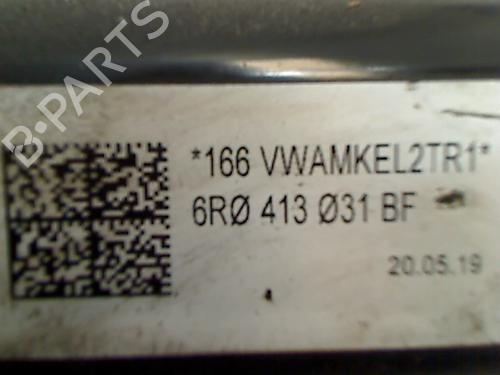 *166 VWAMKEL2TR1*
6RØ 413 Ø31 BF
20.05.19
B-PARTS